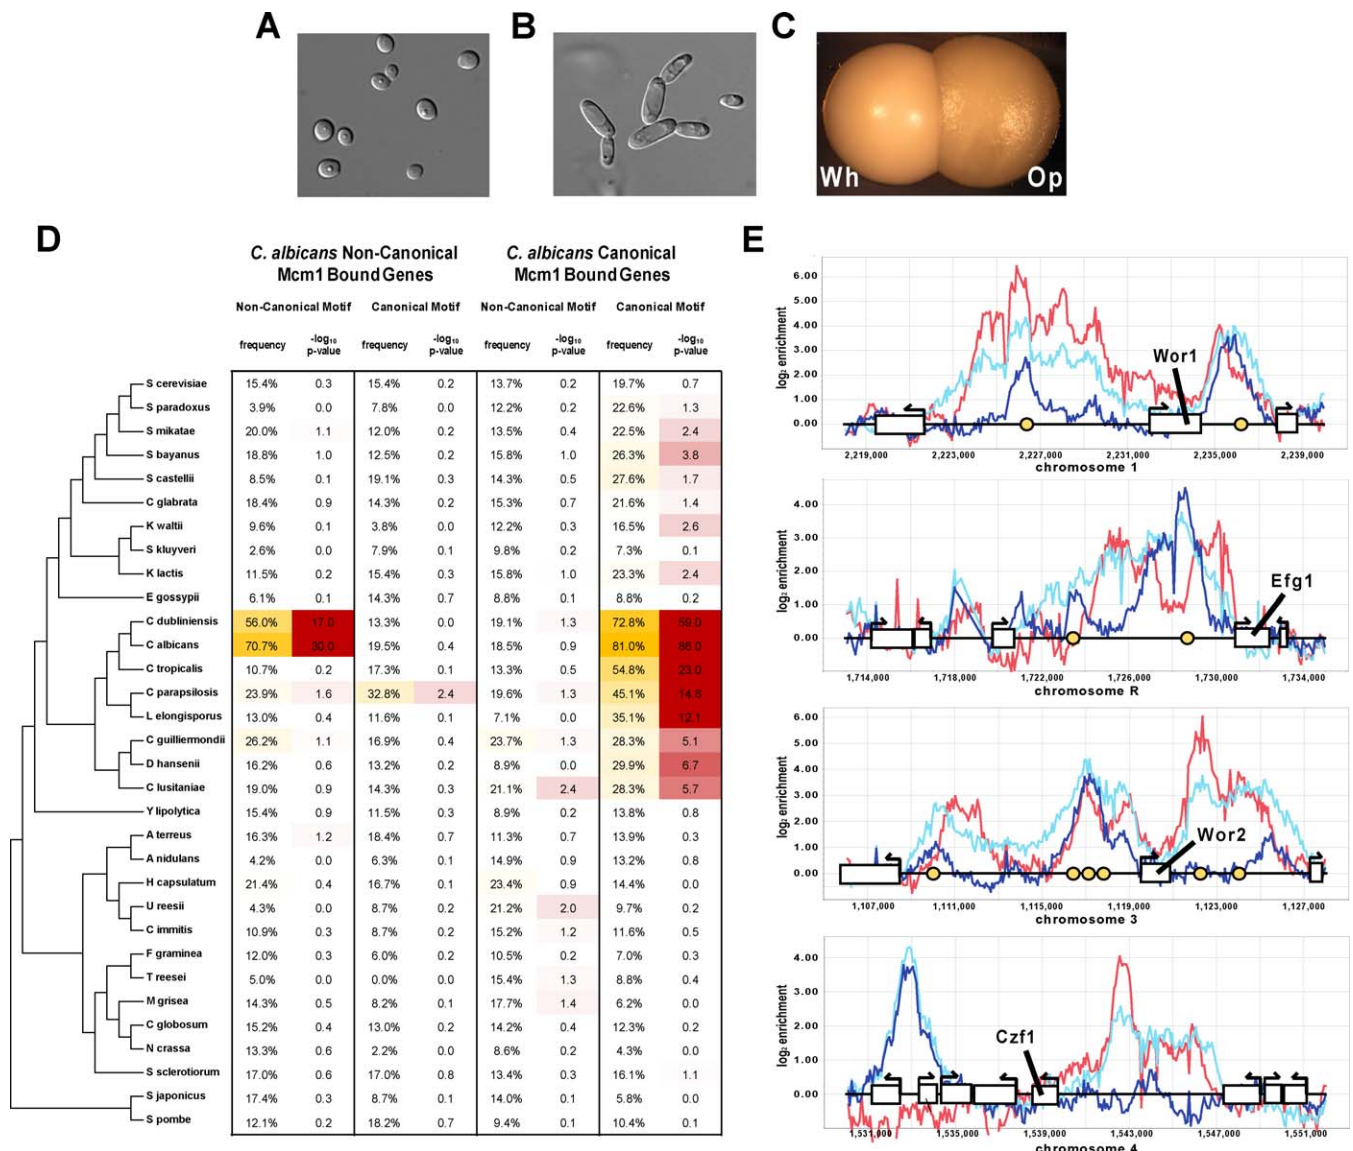 A
B
C
Wh
Op
D
C. albicans Non-Canonical
Mcm1 Bound Genes
C. albicans Canonical
Mcm1 Bound Genes
Non-Canonical Motif
Canonical Motif
Non-Canonical Motif
Canonical Motif
frequency
-log10
p-value
frequency
-log10
p-value
frequency
-log10
p-value
frequency
-log10
p-value
S cerevisiae 15.4% 0.3 15.4% 0.2 13.7% 0.2 19.7% 0.7
S paradoxus 3.9% 0.0 7.8% 0.0 12.2% 0.2 22.6% 1.3
S mikatae 20.0% 1.1 12.0% 0.2 13.5% 0.4 22.5% 2.4
S bayanus 18.8% 1.0 12.5% 0.2 15.8% 1.0 26.3% 3.8
S castellii 8.5% 0.1 19.1% 0.3 14.3% 0.5 27.6% 1.7
C glabrata 18.4% 0.9 14.3% 0.2 15.3% 0.7 21.6% 1.4
K waltii 9.6% 0.1 3.8% 0.0 12.2% 0.3 16.5% 2.6
S kluyveri 2.6% 0.0 7.9% 0.1 9.8% 0.2 7.3% 0.1
K lactis 11.5% 0.2 15.4% 0.3 15.8% 1.0 23.3% 2.4
E gossypii 6.1% 0.1 14.3% 0.7 8.8% 0.1 8.8% 0.2
C dubliniensis 56.0% 17.0 13.3% 0.0 19.1% 1.3 72.8% 59.0
C albicans 70.7% 30.0 19.5% 0.4 18.5% 0.9 81.0% 86.0
C tropicalis 10.7% 0.2 17.3% 0.1 13.3% 0.5 54.8% 23.0
C parapsilosis 23.9% 1.6 32.8% 2.4 19.6% 1.3 45.1% 14.6
L elongisporus 13.0% 0.4 11.6% 0.1 7.1% 0.0 35.1% 12.1
C guilliermondii 26.2% 1.1 16.9% 0.4 23.7% 1.3 28.3% 5.1
D hansenii 16.2% 0.6 13.2% 0.2 8.9% 0.0 29.9% 6.7
C lusitaniae 19.0% 0.9 14.3% 0.3 21.1% 2.4 28.3% 5.7
Y lipolytica 15.4% 0.9 11.5% 0.3 8.9% 0.2 13.8% 0.8
A terreus 16.3% 1.2 18.4% 0.7 11.3% 0.7 13.9% 0.3
A nidulans 4.2% 0.0 6.3% 0.1 14.9% 0.9 13.2% 0.8
H capsulatum 21.4% 0.4 16.7% 0.1 23.4% 0.9 14.4% 0.0
U reesii 4.3% 0.0 8.7% 0.2 21.2% 2.0 9.7% 0.2
C immitis 10.9% 0.3 8.7% 0.2 15.2% 1.2 11.6% 0.5
F graminea 12.0% 0.3 6.0% 0.2 10.5% 0.2 7.0% 0.3
T reesei 5.0% 0.0 0.0% 0.0 15.4% 1.3 8.8% 0.4
M grisea 14.3% 0.5 8.2% 0.1 17.7% 1.4 6.2% 0.0
C globosum 15.2% 0.4 13.0% 0.2 14.2% 0.4 12.3% 0.2
N crassa 13.3% 0.6 2.2% 0.0 8.6% 0.2 4.3% 0.0
S sclerotiorum 17.0% 0.6 17.0% 0.8 13.4% 0.3 16.1% 1.1
S japonicus 17.4% 0.3 8.7% 0.1 14.0% 0.1 5.8% 0.0
S pombe 12.1% 0.2 18.2% 0.7 9.4% 0.1 10.4% 0.1
E
log2 enrichment
6.00
5.00
4.00
3.00
2.00
1.00
0.00
Wor1
2,219,000 2,223,000 2,227,000 2,231,000 2,235,000 2,239,000
chromosome 1
log2 enrichment
4.00
3.00
2.00
1.00
0.00
Efg1
1,714,000 1,718,000 1,722,000 1,726,000 1,730,000 1,734,000
chromosome R
log2 enrichment
6.00
5.00
4.00
3.00
2.00
1.00
0.00
Wor2
1,107,000 1,111,000 1,115,000 1,119,000 1,123,000 1,127,000
chromosome 3
log2 enrichment
4.00
3.00
2.00
1.00
0.00
Czf1
1,531,000 1,535,000 1,539,000 1,543,000 1,547,000 1,551,000
chromosome 4